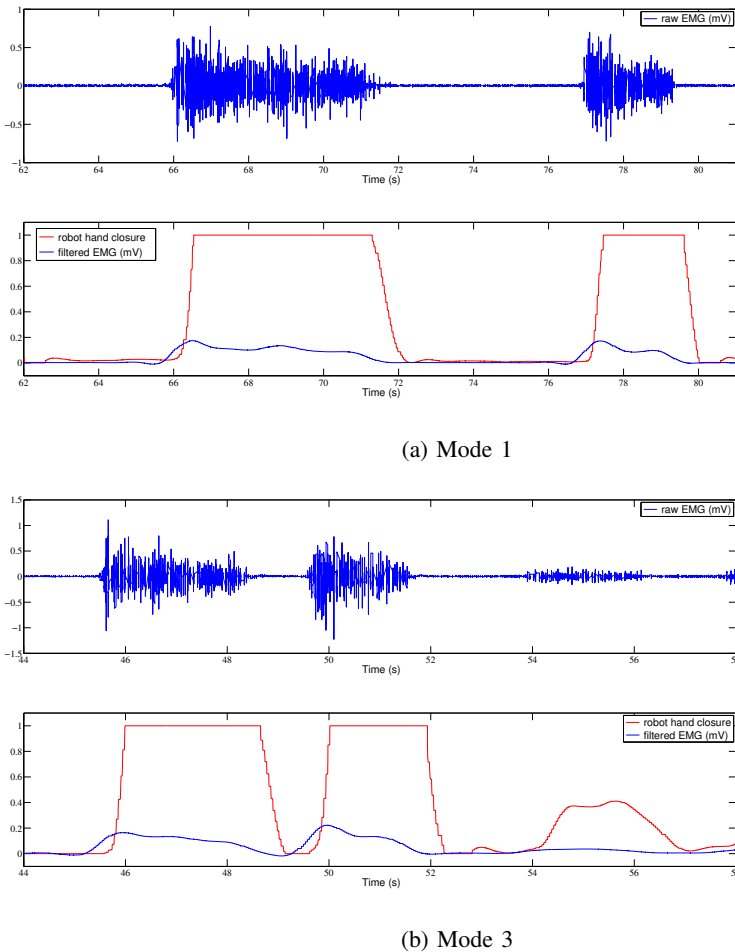 1
0.5
0
−0.5
−1
raw EMG (mV)
62 64 66 68 70 72 74 76 78 80
Time (s)
1
0.8
0.6
0.4
0.2
0
robot hand closure
filtered EMG (mV)
62 64 66 68 70 72 74 76 78 80
Time (s)
(a) Mode 1
1.5
1
0.5
0
−0.5
−1
−1.5
raw EMG (mV)
44 46 48 50 52 54 56
Time (s)
1
0.8
0.6
0.4
0.2
0
robot hand closure
filtered EMG (mV)
44 46 48 50 52 54 56
Time (s)
(b) Mode 3